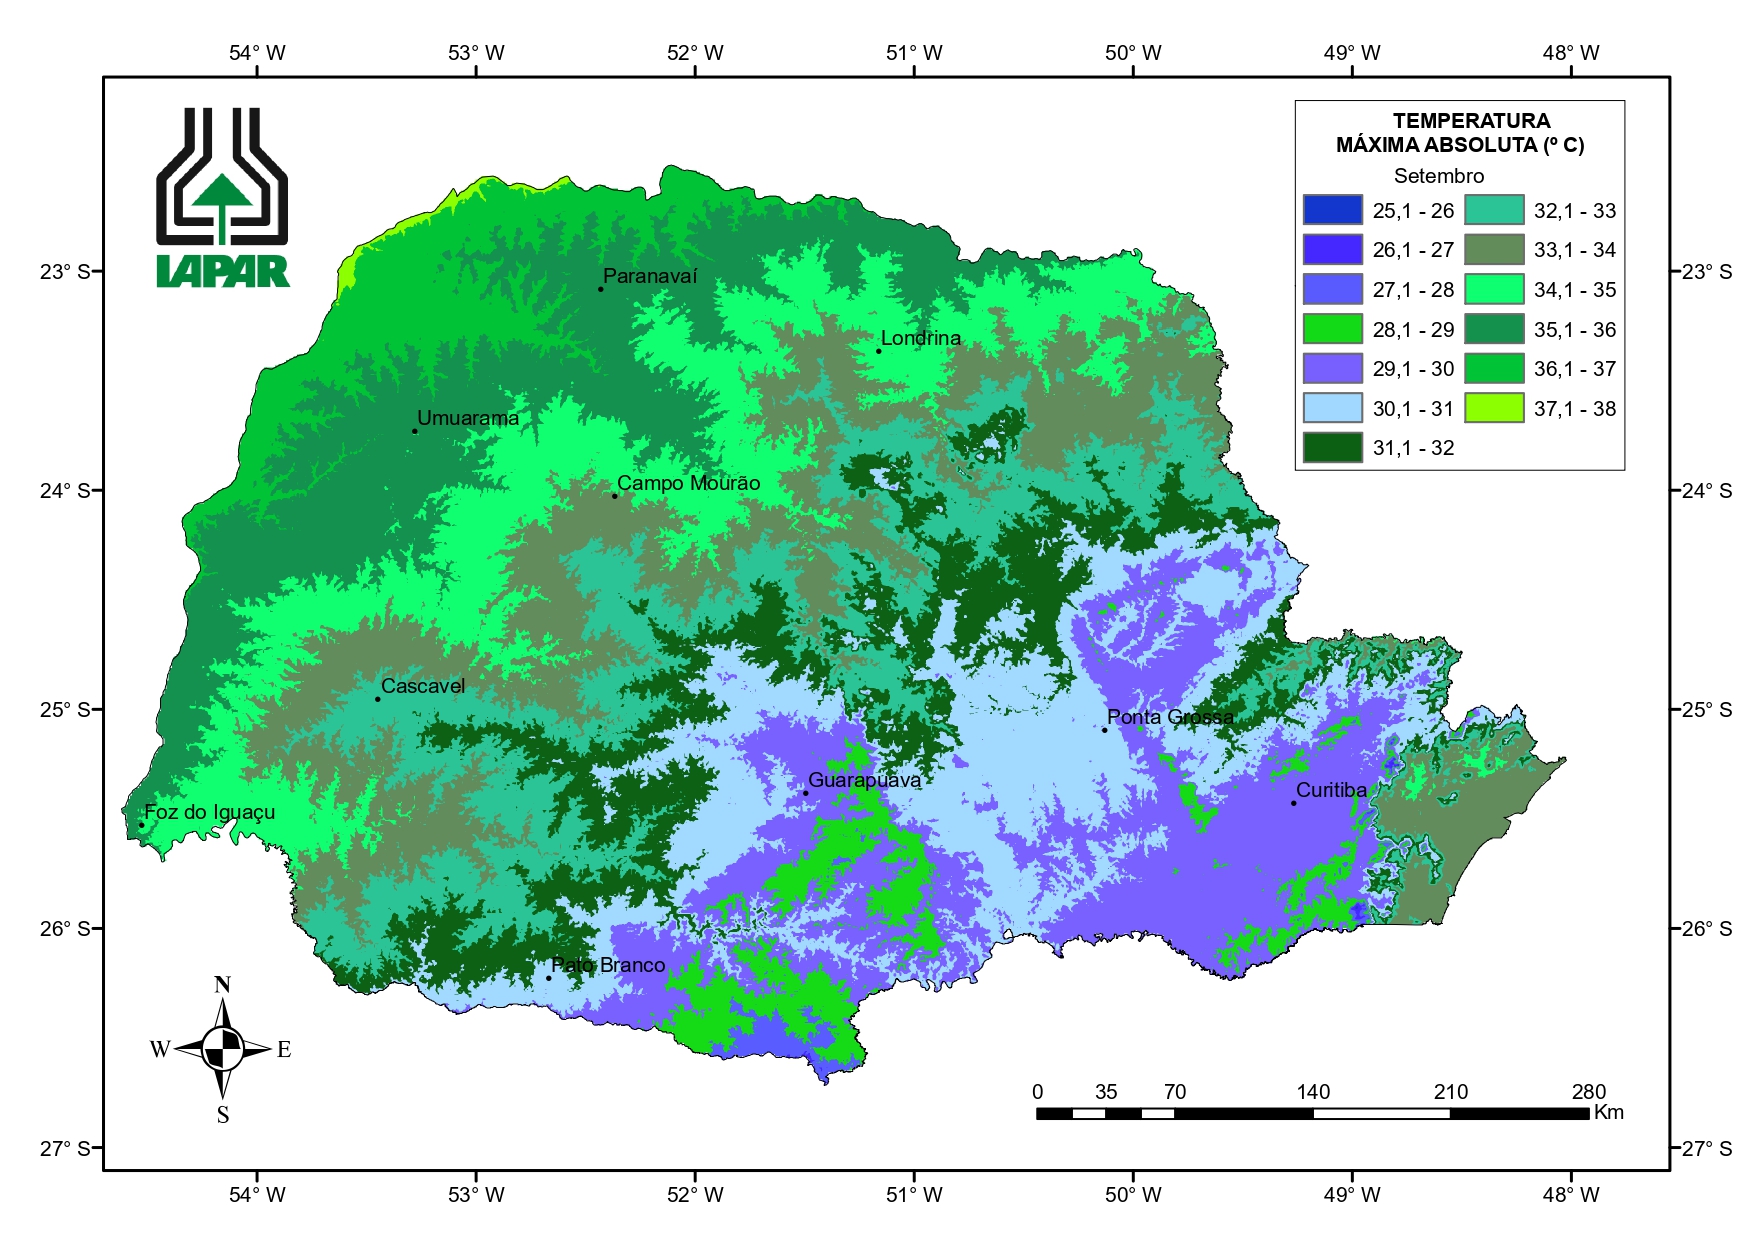 54° W 53° W 52° W 51° W 50° W 49° W 48° W
TEMPERATURA
MÁXIMA ABSOLUTA (º C)
Setembro
25,1 - 26 32,1 - 33
26,1 - 27 33,1 - 34
27,1 - 28 34,1 - 35
28,1 - 29 35,1 - 36
29,1 - 30 36,1 - 37
30,1 - 31 37,1 - 38
31,1 - 32
IAPAR
23° S 23° S
Paranavaí
Londrina
Umuarama
Campo Mourão
24° S 24° S
Cascavel
25° S 25° S
Ponta Grossa
Guarapuava
Curitiba
Foz do Iguaçu
26° S 26° S
Pato Branco
N
W E
S
0 35 70 140 210 280
Km
27° S 27° S
54° W 53° W 52° W 51° W 50° W 49° W 48° W